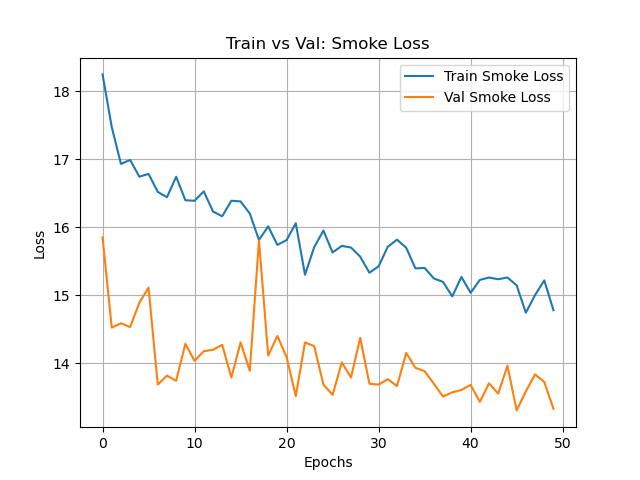 Train vs Val: Smoke Loss
Train Smoke Loss
Val Smoke Loss
Loss
18
17
16
15
14
0 10 20 30 40 50
Epochs